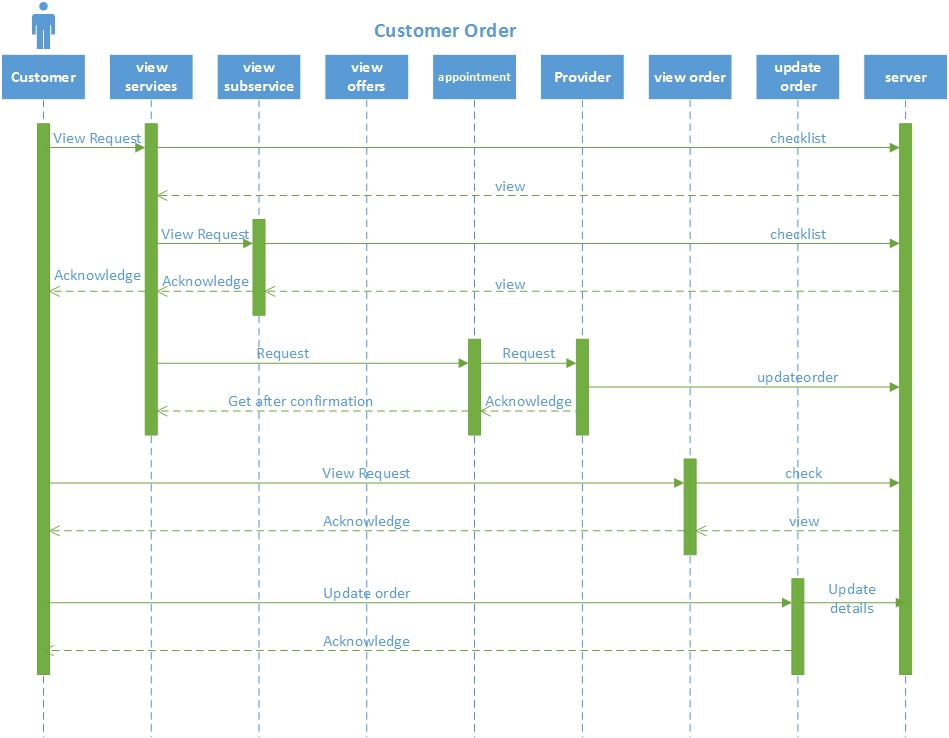 Customer Order
Customer
view
services
view
subservice
view
offers
appointment
Provider
view order
update
order
server
View Request
checklist
view
View Request
checklist
Acknowledge
Acknowledge
view
Request
Request
updateorder
Get after confirmation
Acknowledge
View Request
check
Acknowledge
view
Update order
Update
details
Acknowledge